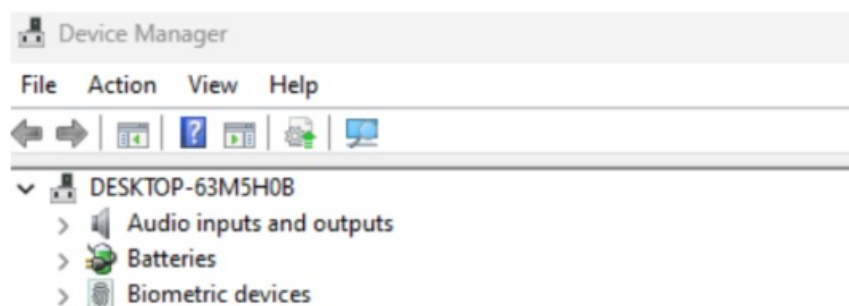 Device Manager
File Action View Help
DESKTOP-63M5H0B
Audio inputs and outputs
Batteries
Biometric devices